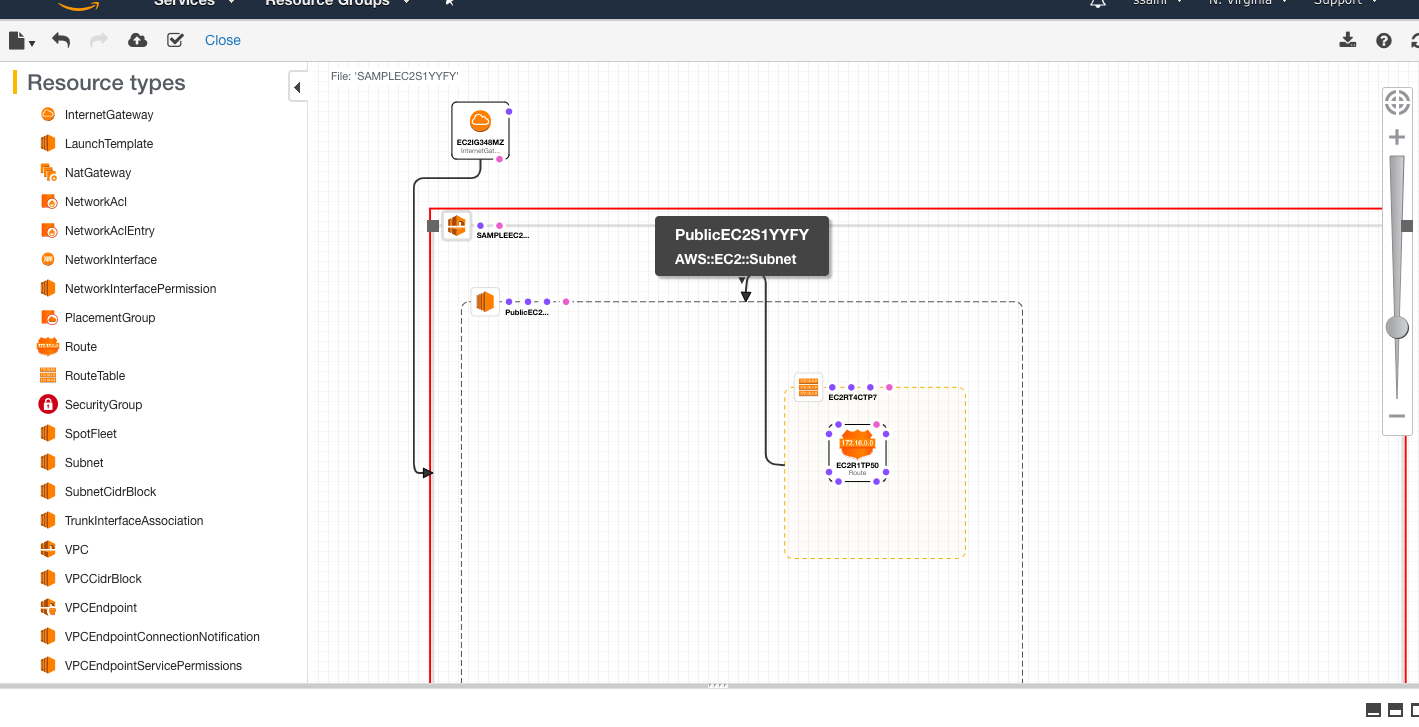 Services
Resource Groups
ssaini
N. Virginia
Support
Close
Resource types
InternetGateway
LaunchTemplate
NatGateway
NetworkAcl
NetworkAclEntry
NetworkInterface
NetworkInterfacePermission
PlacementGroup
Route
RouteTable
SecurityGroup
SpotFleet
Subnet
SubnetCidrBlock
TrunkInterfaceAssociation
VPC
VPCCidrBlock
VPCEndpoint
VPCEndpointConnectionNotification
VPCEndpointServicePermissions
File: 'SAMPLEC2S1YYFY'
EC2IG348MZ
InternetGat...
SAMPLEEC2...
PublicEC2S1YYFY
AWS::EC2::Subnet
PublicEC2...
EC2RT4CTP7
172.16.0.0
EC2R1TP50
Route